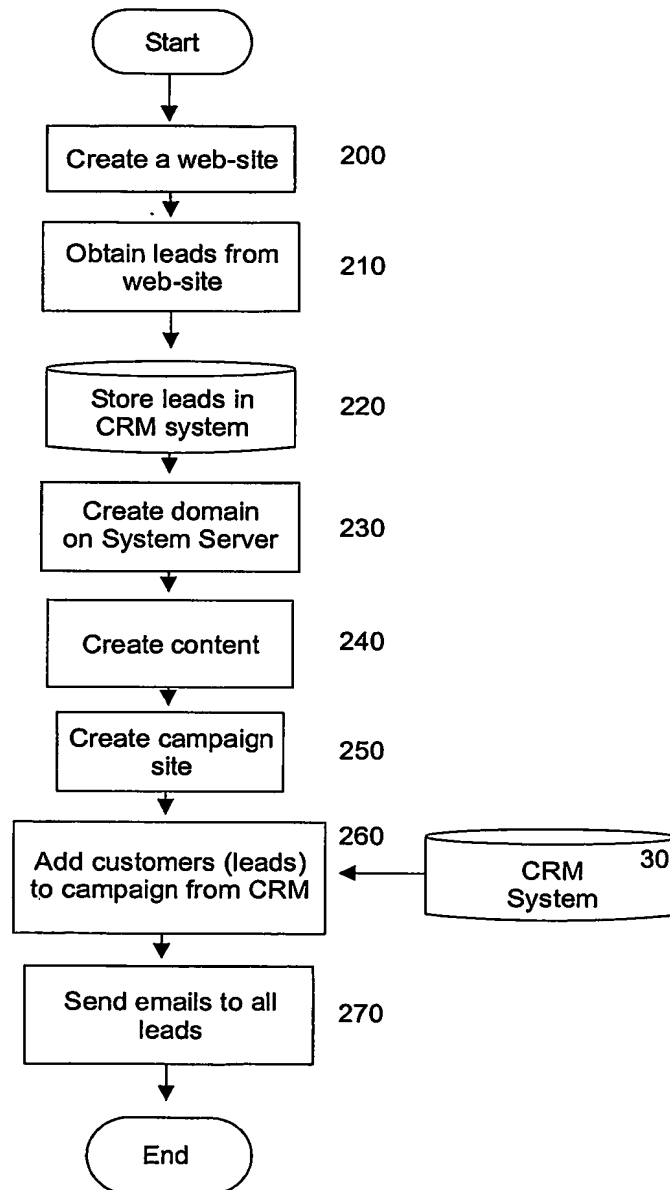 Start
Create a web-site
200
Obtain leads from
web-site
210
Store leads in
CRM system
220
Create domain
on System Server
230
Create content
240
Create campaign
site
250
260
Add customers (leads)
to campaign from CRM
CRM
System
30
Send emails to all
leads
270
End